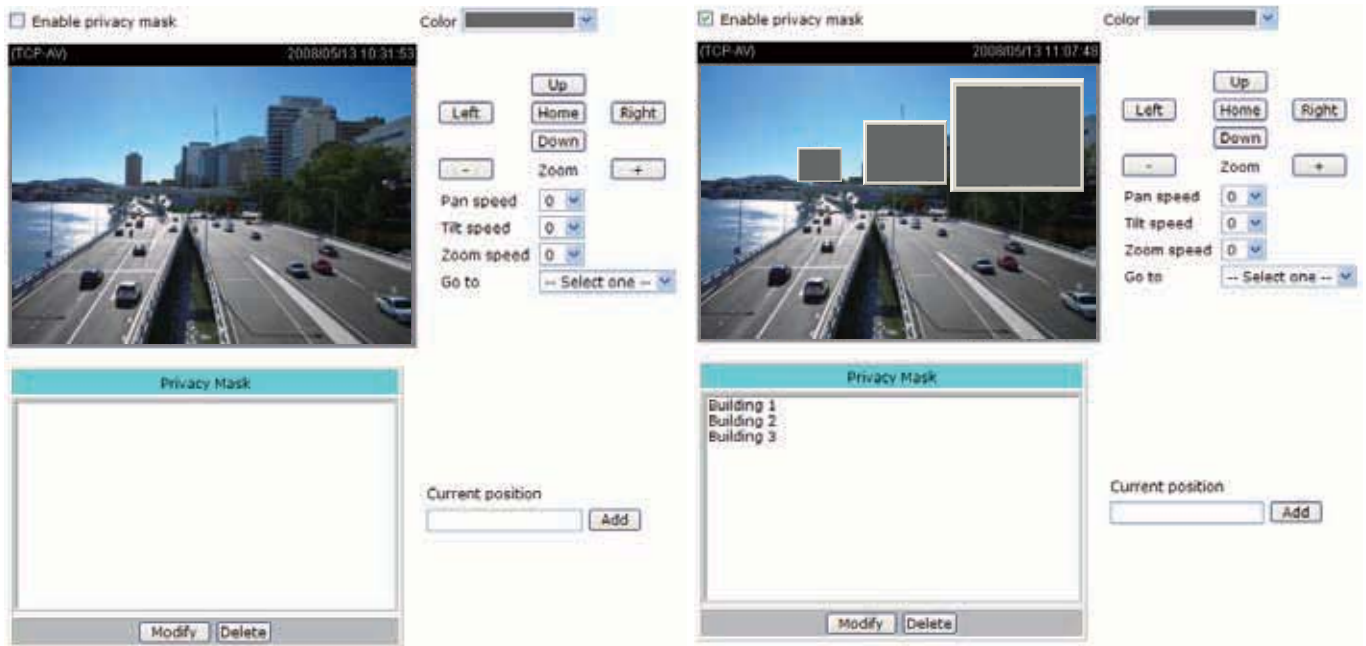 Enable privacy mask
Color
(TCP-AV) 2008/05/13 10:31:53
Up
Left Home Right
Down
- Zoom +
Pan speed 0
Tilt speed 0
Zoom speed 0
Go to -- Select one --
Privacy Mask
Current position
Add
Modify Delete
Enable privacy mask
Color
(TCP-AV) 2008/05/13 11:07:48
Up
Left Home Right
Down
- Zoom +
Pan speed 0
Tilt speed 0
Zoom speed 0
Go to -- Select one --
Privacy Mask
Building 1
Building 2
Building 3
Current position
Add
Modify Delete